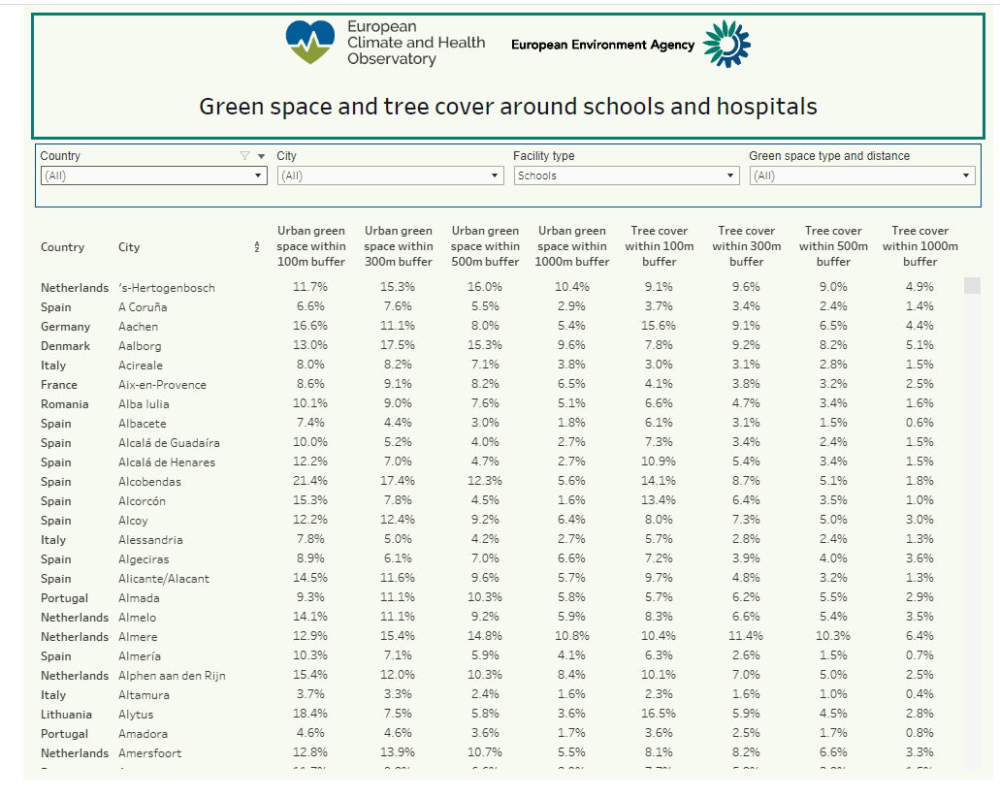 European
Climate and Health
Observatory
European Environment Agency
Green space and tree cover around schools and hospitals
Country City Facility type Green space type and distance
(All) (All) Schools (All)
Country City Urban green space within 100m buffer Urban green space within 300m buffer Urban green space within 500m buffer Urban green space within 1000m buffer Tree cover within 100m buffer Tree cover within 300m buffer Tree cover within 500m buffer Tree cover within 1000m buffer
Netherlands 's-Hertogenbosch 11.7% 15.3% 16.0% 10.4% 9.1% 9.6% 9.0% 4.9%
Spain A Coruña 6.6% 7.6% 5.5% 2.9% 3.7% 3.4% 2.4% 1.4%
Germany Aachen 16.6% 11.1% 8.0% 5.4% 15.6% 9.1% 6.5% 4.4%
Denmark Aalborg 13.0% 17.5% 15.3% 9.6% 7.8% 9.2% 8.2% 5.1%
Italy Acireale 8.0% 8.2% 7.1% 3.8% 3.0% 3.1% 2.8% 1.5%
France Aix-en-Provence 8.6% 9.1% 8.2% 6.5% 4.1% 3.8% 3.2% 2.5%
Romania Alba Iulia 10.1% 9.0% 7.6% 5.1% 6.6% 4.7% 3.4% 1.6%
Spain Albacete 7.4% 4.4% 3.0% 1.8% 6.1% 3.1% 1.5% 0.6%
Spain Alcalá de Guadaíra 10.0% 5.2% 4.0% 2.7% 7.3% 3.4% 2.4% 1.5%
Spain Alcalá de Henares 12.2% 7.0% 4.7% 2.7% 10.9% 5.4% 3.4% 1.5%
Spain Alcobendas 21.4% 17.4% 12.3% 5.6% 14.1% 8.7% 5.1% 1.8%
Spain Alcorcón 15.3% 7.8% 4.5% 1.6% 13.4% 6.4% 3.5% 1.0%
Spain Alcoy 12.2% 12.4% 9.2% 6.4% 8.0% 7.3% 5.0% 3.0%
Italy Alessandria 7.8% 5.0% 4.2% 2.7% 5.7% 2.8% 2.4% 1.3%
Spain Algeciras 8.9% 6.1% 7.0% 6.6% 7.2% 3.9% 4.0% 3.6%
Spain Alicante/Alacant 14.5% 11.6% 9.6% 5.7% 9.7% 4.8% 3.2% 1.3%
Portugal Almada 9.3% 11.1% 10.3% 5.8% 5.7% 6.2% 5.5% 2.9%
Netherlands Almelo 14.1% 11.1% 9.2% 5.9% 8.3% 6.6% 5.4% 3.5%
Netherlands Almere 12.9% 15.4% 14.8% 10.8% 10.4% 11.4% 10.3% 6.4%
Spain Almería 10.3% 7.1% 5.9% 4.1% 6.3% 2.6% 1.5% 0.7%
Netherlands Alphen aan den Rijn 15.4% 12.0% 10.3% 8.4% 10.1% 7.0% 5.0% 2.5%
Italy Altamura 3.7% 3.3% 2.4% 1.6% 2.3% 1.6% 1.0% 0.4%
Lithuania Alytus 18.4% 7.5% 5.8% 3.6% 16.5% 5.9% 4.5% 2.8%
Portugal Amadora 4.6% 4.6% 3.6% 1.7% 3.6% 2.5% 1.7% 0.8%
Netherlands Amersfoort 12.8% 13.9% 10.7% 5.5% 8.1% 8.2% 6.6% 3.3%